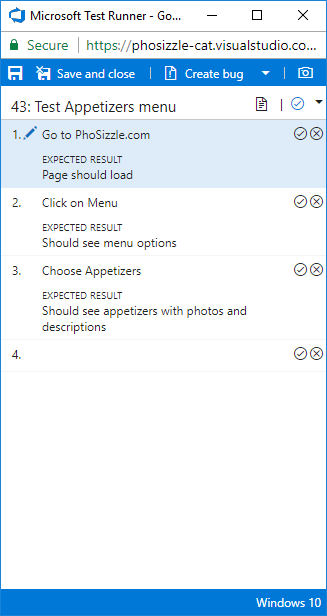 Microsoft Test Runner - Go...
Secure https://phosizzle-cat.visualstudio.co...
Save and close Create bug
43: Test Appetizers menu
1. Go to PhoSizzle.com
EXPECTED RESULT
Page should load
2. Click on Menu
EXPECTED RESULT
Should see menu options
3. Choose Appetizers
EXPECTED RESULT
Should see appetizers with photos and
descriptions
4.
Windows 10